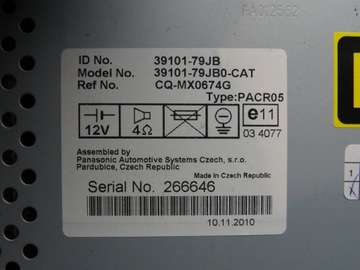 PA012562
ID No. 39101-79JB
Model No. 39101-79JB0-CAT
Ref No. CQ-MX0674G
Type:PACR05
12V 4Ω e11
03 4077
Assembled by
Panasonic Automotive Systems Czech, s.r.o.
Pardubice, Czech Republic
Made in Czech Republic
Serial No. 266646
10.11.2010